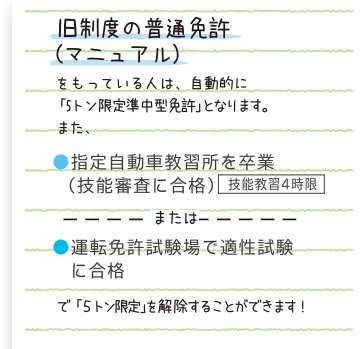 旧制度の普通免許
(マニュアル)
をもっている人は、自動的に
「5トン限定準中型免許」となります。
また、
●指定自動車教習所を卒業
(技能審査に合格) 技能教習4時限
または
●運転免許試験場で適性試験
に合格
で「5トン限定」を解除することができます!